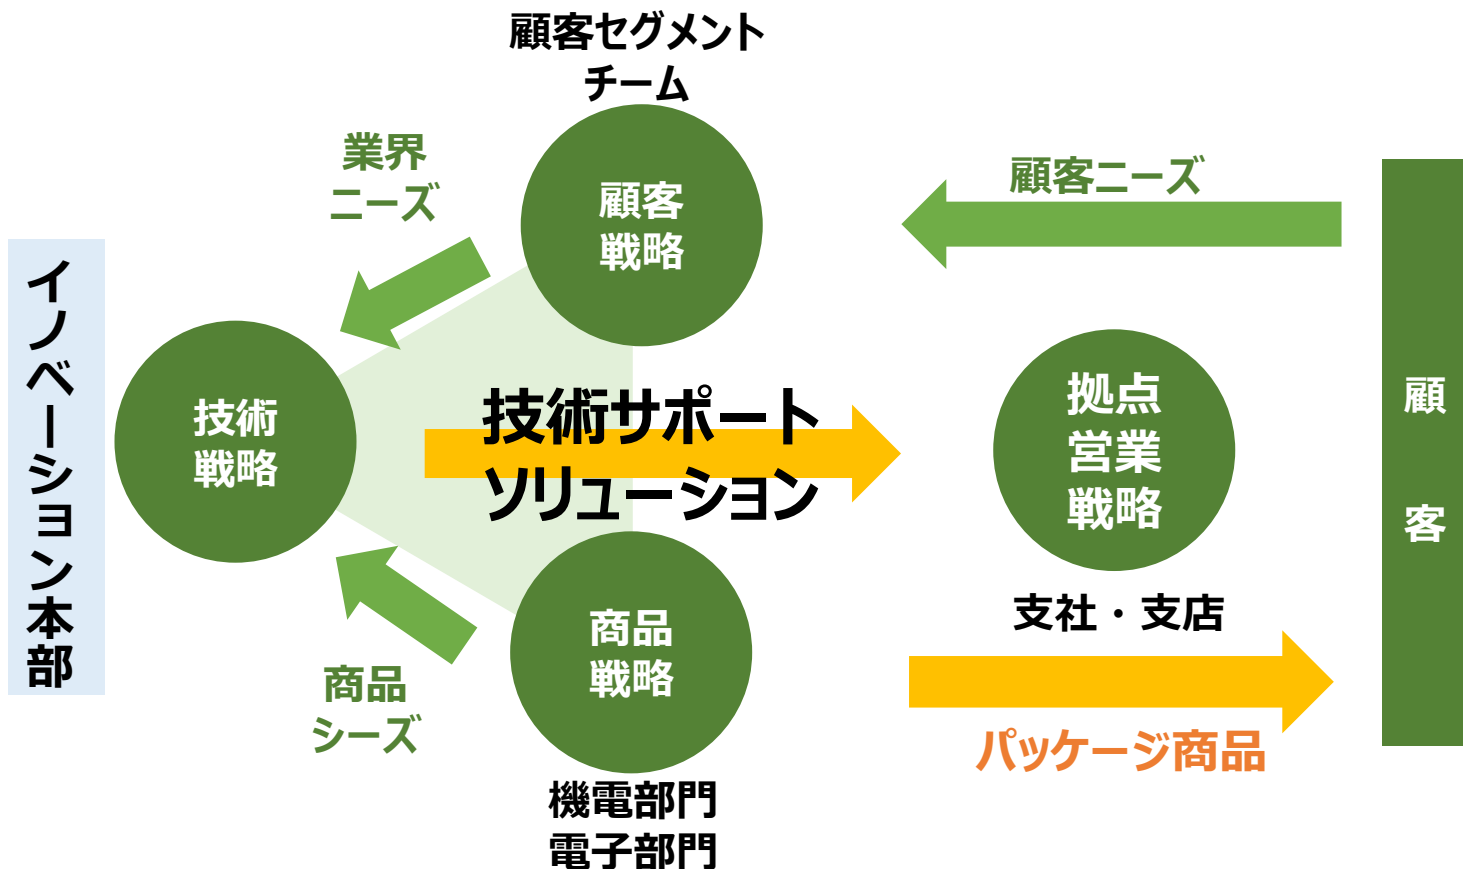 顧客セグメント
チーム
業界
ニーズ
顧客
戦略
顧客ニーズ
イノベーション本部
技術
戦略
技術サポート
ソリューション
拠点
営業
戦略
顧客
支社・支店
商品
シーズ
商品
戦略
パッケージ商品
機電部門
電子部門